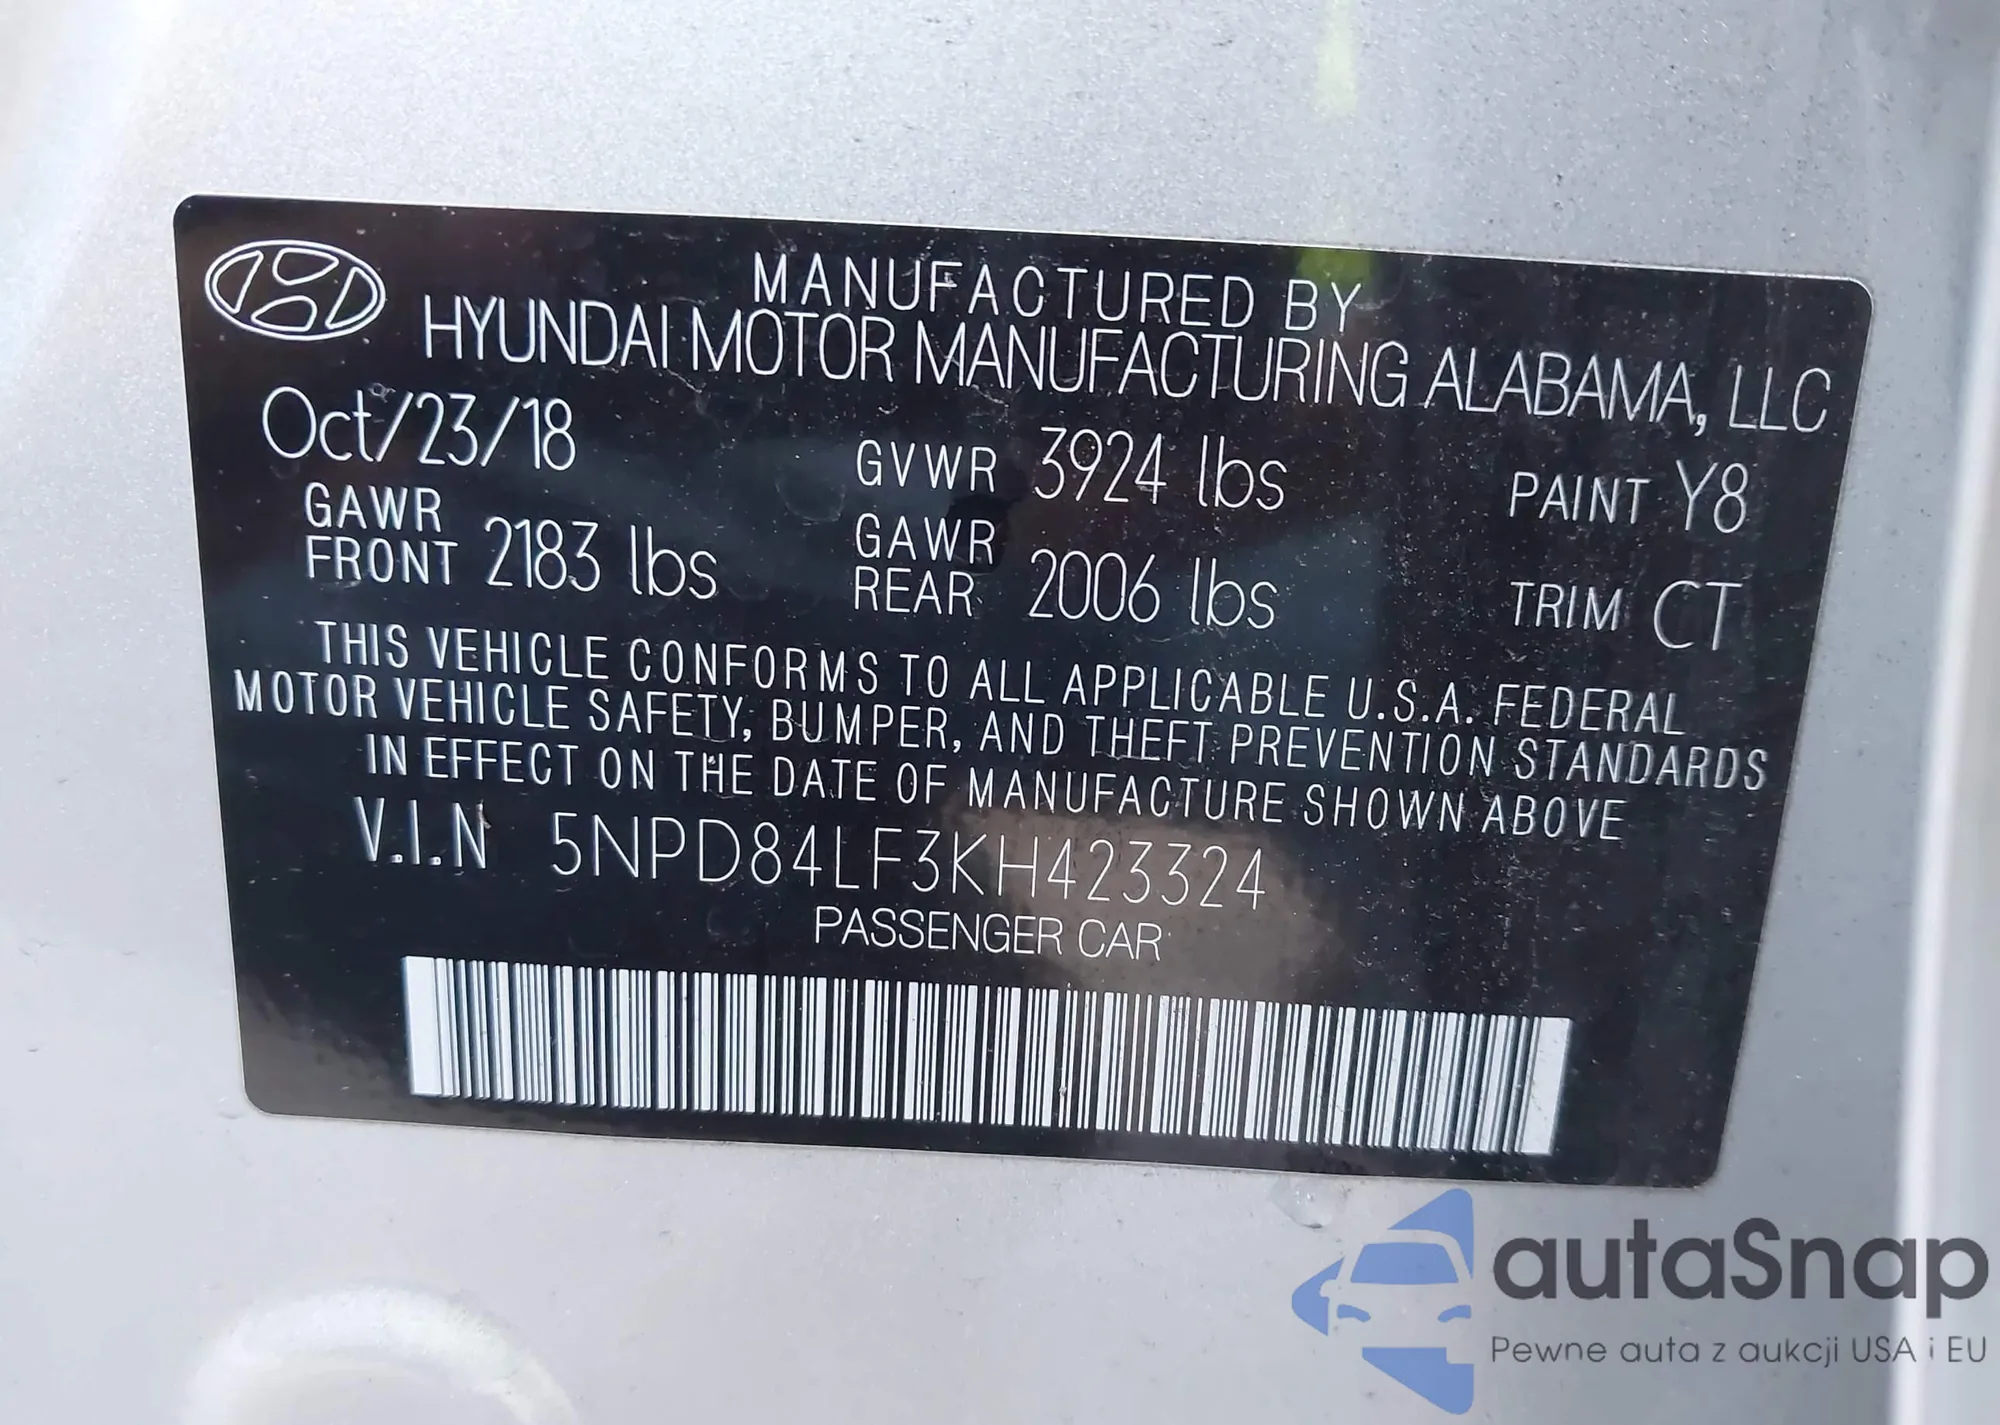 MANUFACTURED BY
HYUNDAI MOTOR MANUFACTURING ALABAMA, LLC
Oct/23/18 GVWR 3924 lbs PAINT Y8
GAWR FRONT 2183 lbs GAWR REAR 2006 lbs TRIM CT
THIS VEHICLE CONFORMS TO ALL APPLICABLE U.S.A. FEDERAL
MOTOR VEHICLE SAFETY, BUMPER, AND THEFT PREVENTION STANDARDS
IN EFFECT ON THE DATE OF MANUFACTURE SHOWN ABOVE
V.I.N 5NPD84LF3KH423324
PASSENGER CAR
autaSnap
Pewne auta z aukcji USA i EU